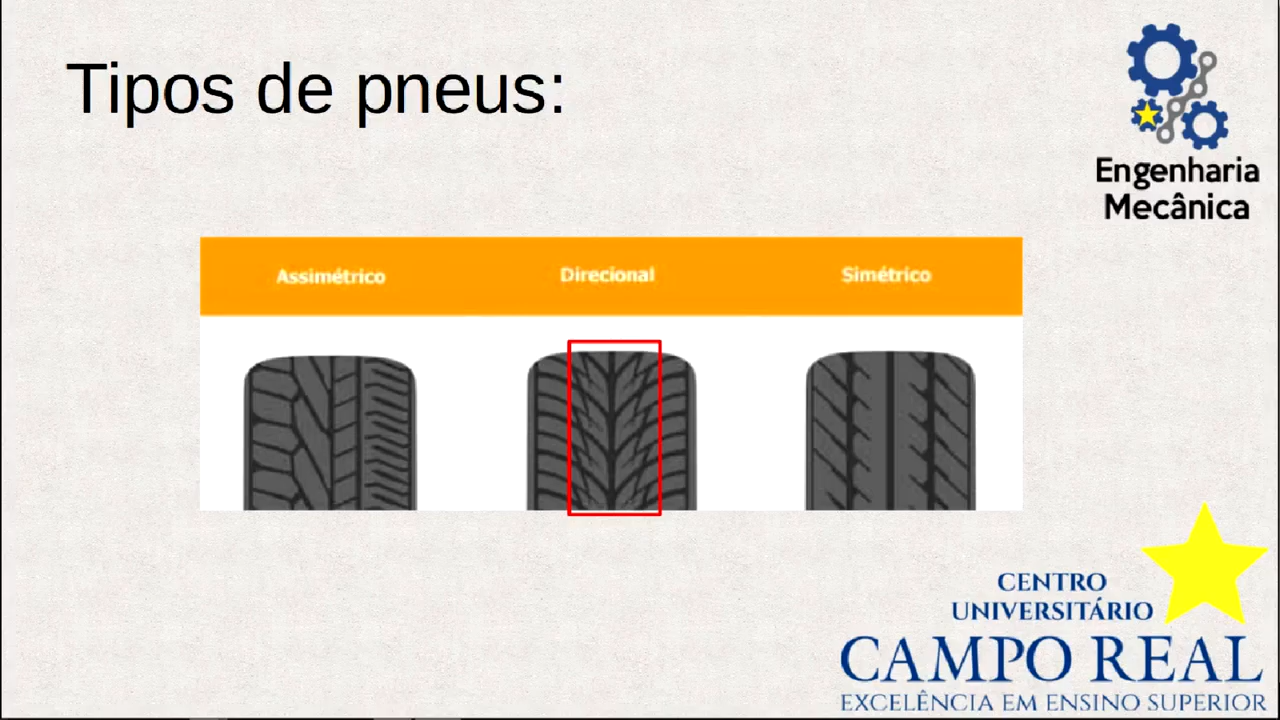 Tipos de pneus:
Engenharia
Mecânica
Assimétrico Direcional Simétrico
CENTRO
UNIVERSITÁRIO
CAMPO REAL
EXCELÊNCIA EM ENSINO SUPERIOR